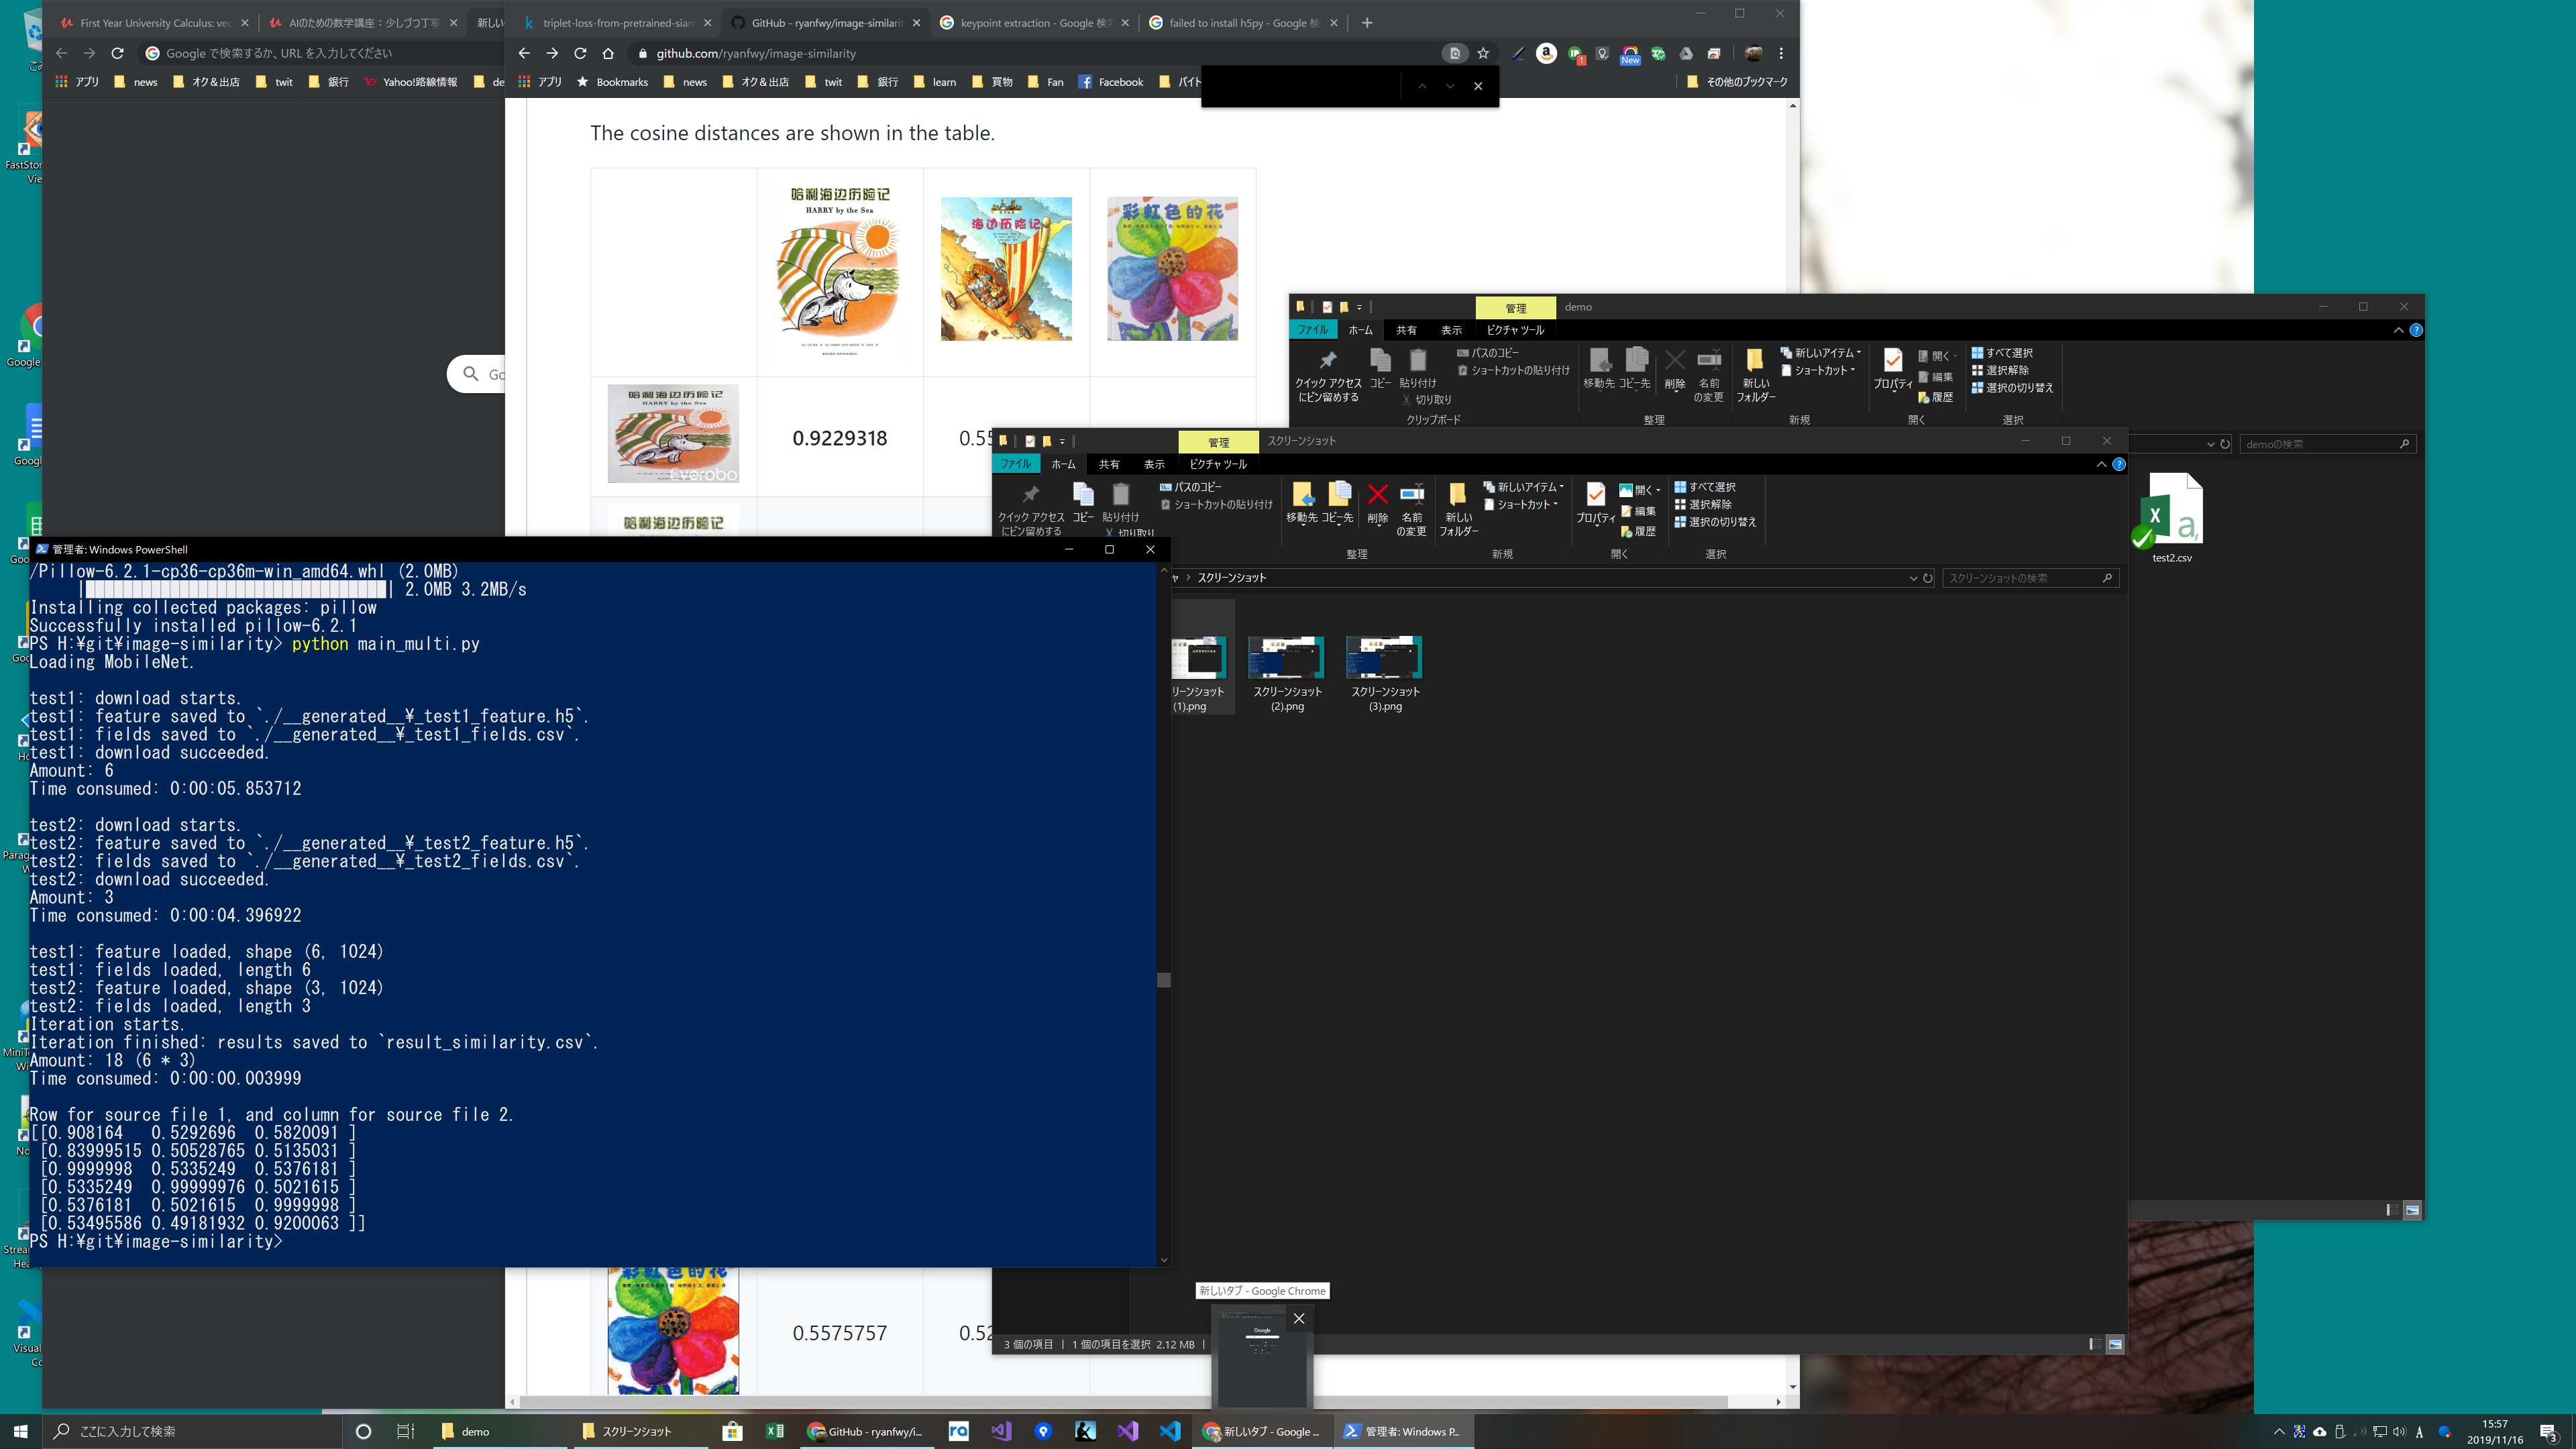 First Year University Calculus: vec
AIのための数学講座：少しづつ丁寧
新しい
Google で検索するか、URL を入力してください
アプリ
news
オク＆出店
twit
銀行
Yahoo!路線情報
de
triplet-loss-from-pretrained-siam
GitHub - ryanfwy/image-similarit
keypoint extraction - Google 検索
failed to install h5py - Google 検
github.com/ryanfwy/image-similarity
アプリ
Bookmarks
news
オク＆出店
twit
銀行
learn
買物
Fan
Facebook
バイト
その他のブックマーク
The cosine distances are shown in the table.
哈利海边历险记
HARRY by the Sea
海边历险记
彩虹色的花
哈利海边历险记
HARRY by the Sea
Everobo
0.9229318
0.55
哈利海边历险记
彩虹色的花
0.5575757
0.52
管理
demo
ファイル
ホーム
共有
表示
ピクチャ ツール
クイック アクセス
にピン留めする
コピー
貼り付け
パスのコピー
ショートカットの貼り付け
切り取り
移動先
コピー先
削除
名前
の変更
新しい
フォルダー
新しいアイテム
ショートカット
プロパティ
開く
編集
履歴
すべて選択
選択解除
選択の切り替え
クリップボード
整理
新規
開く
選択
demoの検索
test2.csv
管理
スクリーンショット
ファイル
ホーム
共有
表示
ピクチャ ツール
クイック アクセス
にピン留めする
コピー
貼り付け
パスのコピー
ショートカットの貼り付け
切り取り
移動先
コピー先
削除
名前
の変更
新しい
フォルダー
新しいアイテム
ショートカット
プロパティ
開く
編集
履歴
すべて選択
選択解除
選択の切り替え
整理
新規
開く
選択
スクリーンショット
スクリーンショットの検索
リーンショット
(1).png
スクリーンショット
(2).png
スクリーンショット
(3).png
3 個の項目
1 個の項目を選択 2.12 MB
管理者: Windows PowerShell
/Pillow-6.2.1-cp36-cp36m-win_amd64.whl (2.0MB)
2.0MB 3.2MB/s
Installing collected packages: pillow
Successfully installed pillow-6.2.1
PS H:¥git¥image-similarity> python main_multi.py
Loading MobileNet.
test1: download starts.
test1: feature saved to `./__generated__¥_test1_feature.h5`.
test1: fields saved to `./__generated__¥_test1_fields.csv`.
test1: download succeeded.
Amount: 6
Time consumed: 0:00:05.853712
test2: download starts.
test2: feature saved to `./__generated__¥_test2_feature.h5`.
test2: fields saved to `./__generated__¥_test2_fields.csv`.
test2: download succeeded.
Amount: 3
Time consumed: 0:00:04.396922
test1: feature loaded, shape (6, 1024)
test1: fields loaded, length 6
test2: feature loaded, shape (3, 1024)
test2: fields loaded, length 3
Iteration starts.
Iteration finished: results saved to `result_similarity.csv`.
Amount: 18 (6 * 3)
Time consumed: 0:00:00.003999
Row for source file 1, and column for source file 2.
[[0.908164   0.5292696  0.5820091 ]
[0.83999515 0.50528765 0.5135031 ]
[0.9999998  0.5335249  0.5376181 ]
[0.5335249  0.99999976 0.5021615 ]
[0.5376181  0.5021615  0.9999998 ]
[0.53495586 0.49181932 0.9200063 ]]
PS H:¥git¥image-similarity>
新しいタブ - Google Chrome
Google
ここに入力して検索
demo
スクリーンショット
GitHub - ryanfwy/i...
新しいタブ - Google ...
管理者: Windows P...
A
15:57
2019/11/16
3